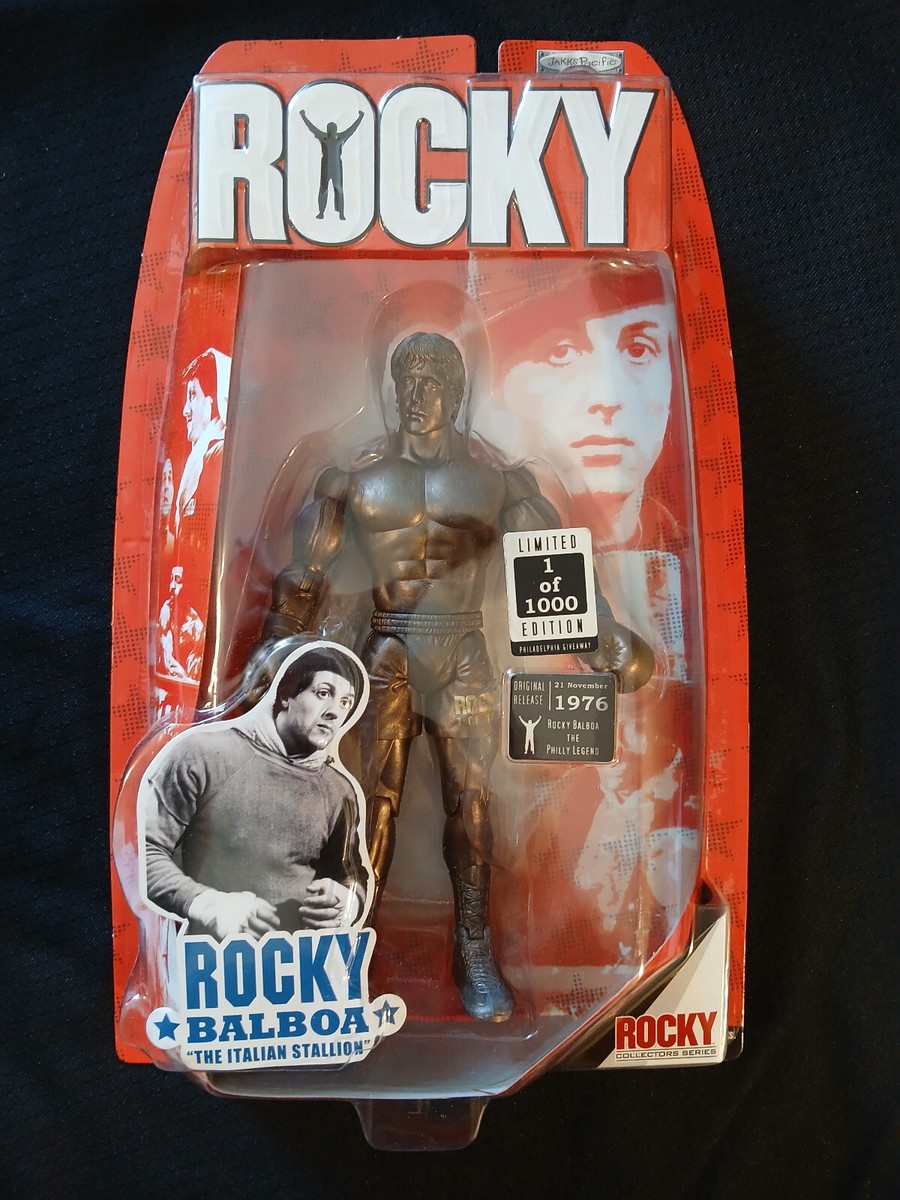 JAKKS Pacific
ROCKY
LIMITED
1
of
1000
EDITION
PHILADELPHIA GIVEAWAY
ORIGINAL
RELEASE
21 November
1976
ROCKY BALBOA
THE
PHILLY LEGEND
ROCKY
BALBOA
"THE ITALIAN STALLION"
ROCKY
COLLECTORS SERIES